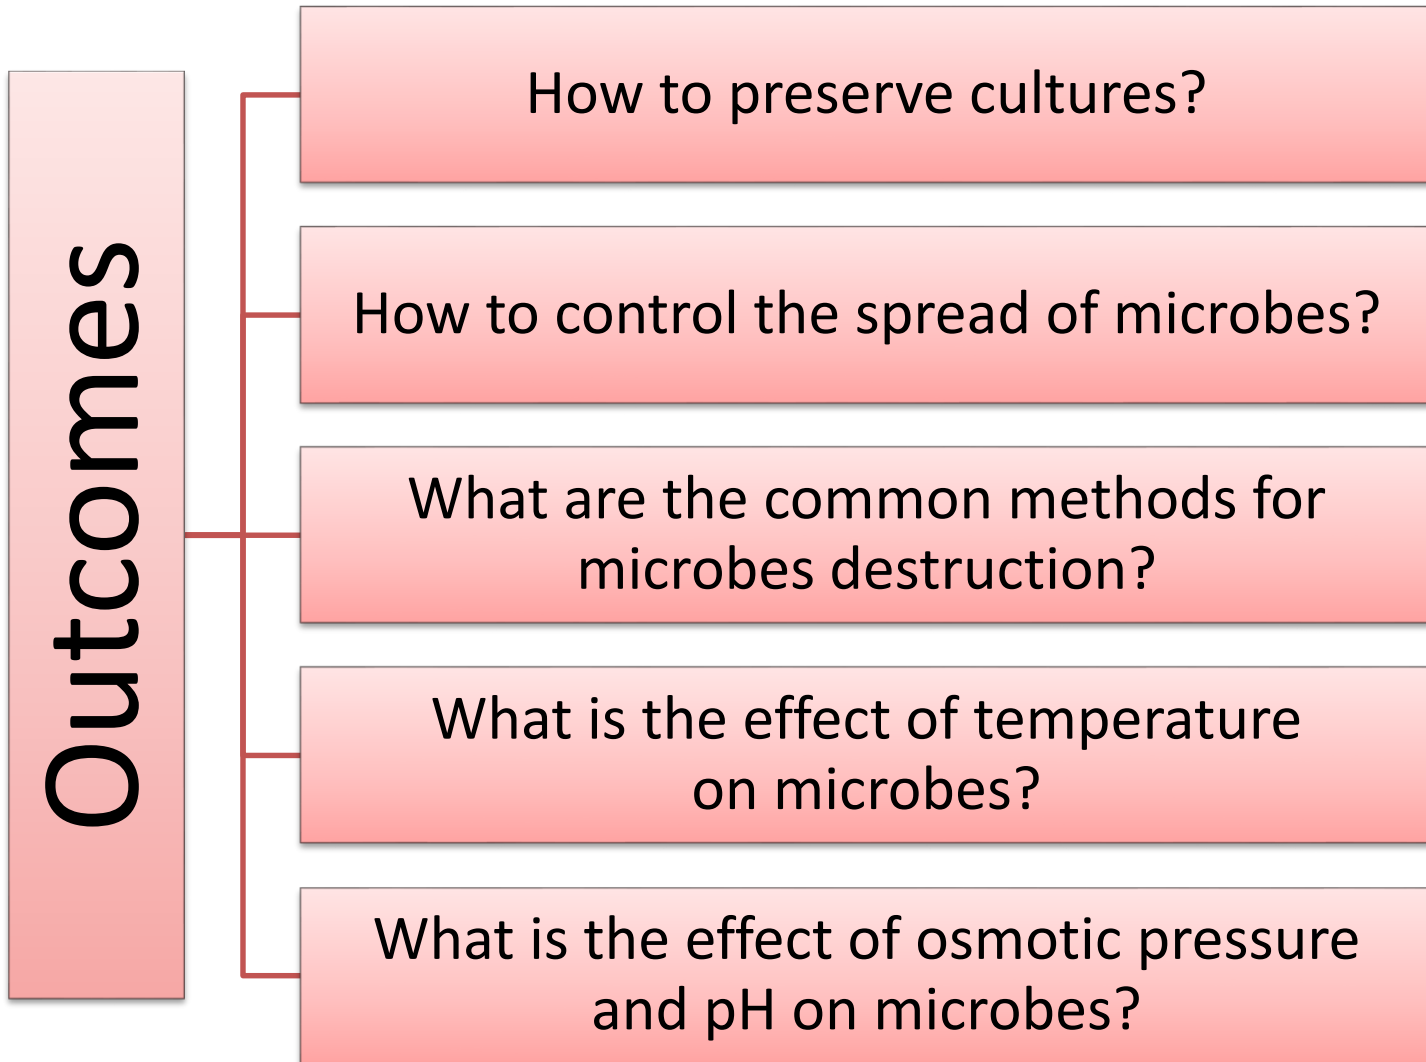 Outcomes
How to preserve cultures?
How to control the spread of microbes?
What are the common methods for
microbes destruction?
What is the effect of temperature
on microbes?
What is the effect of osmotic pressure
and pH on microbes?